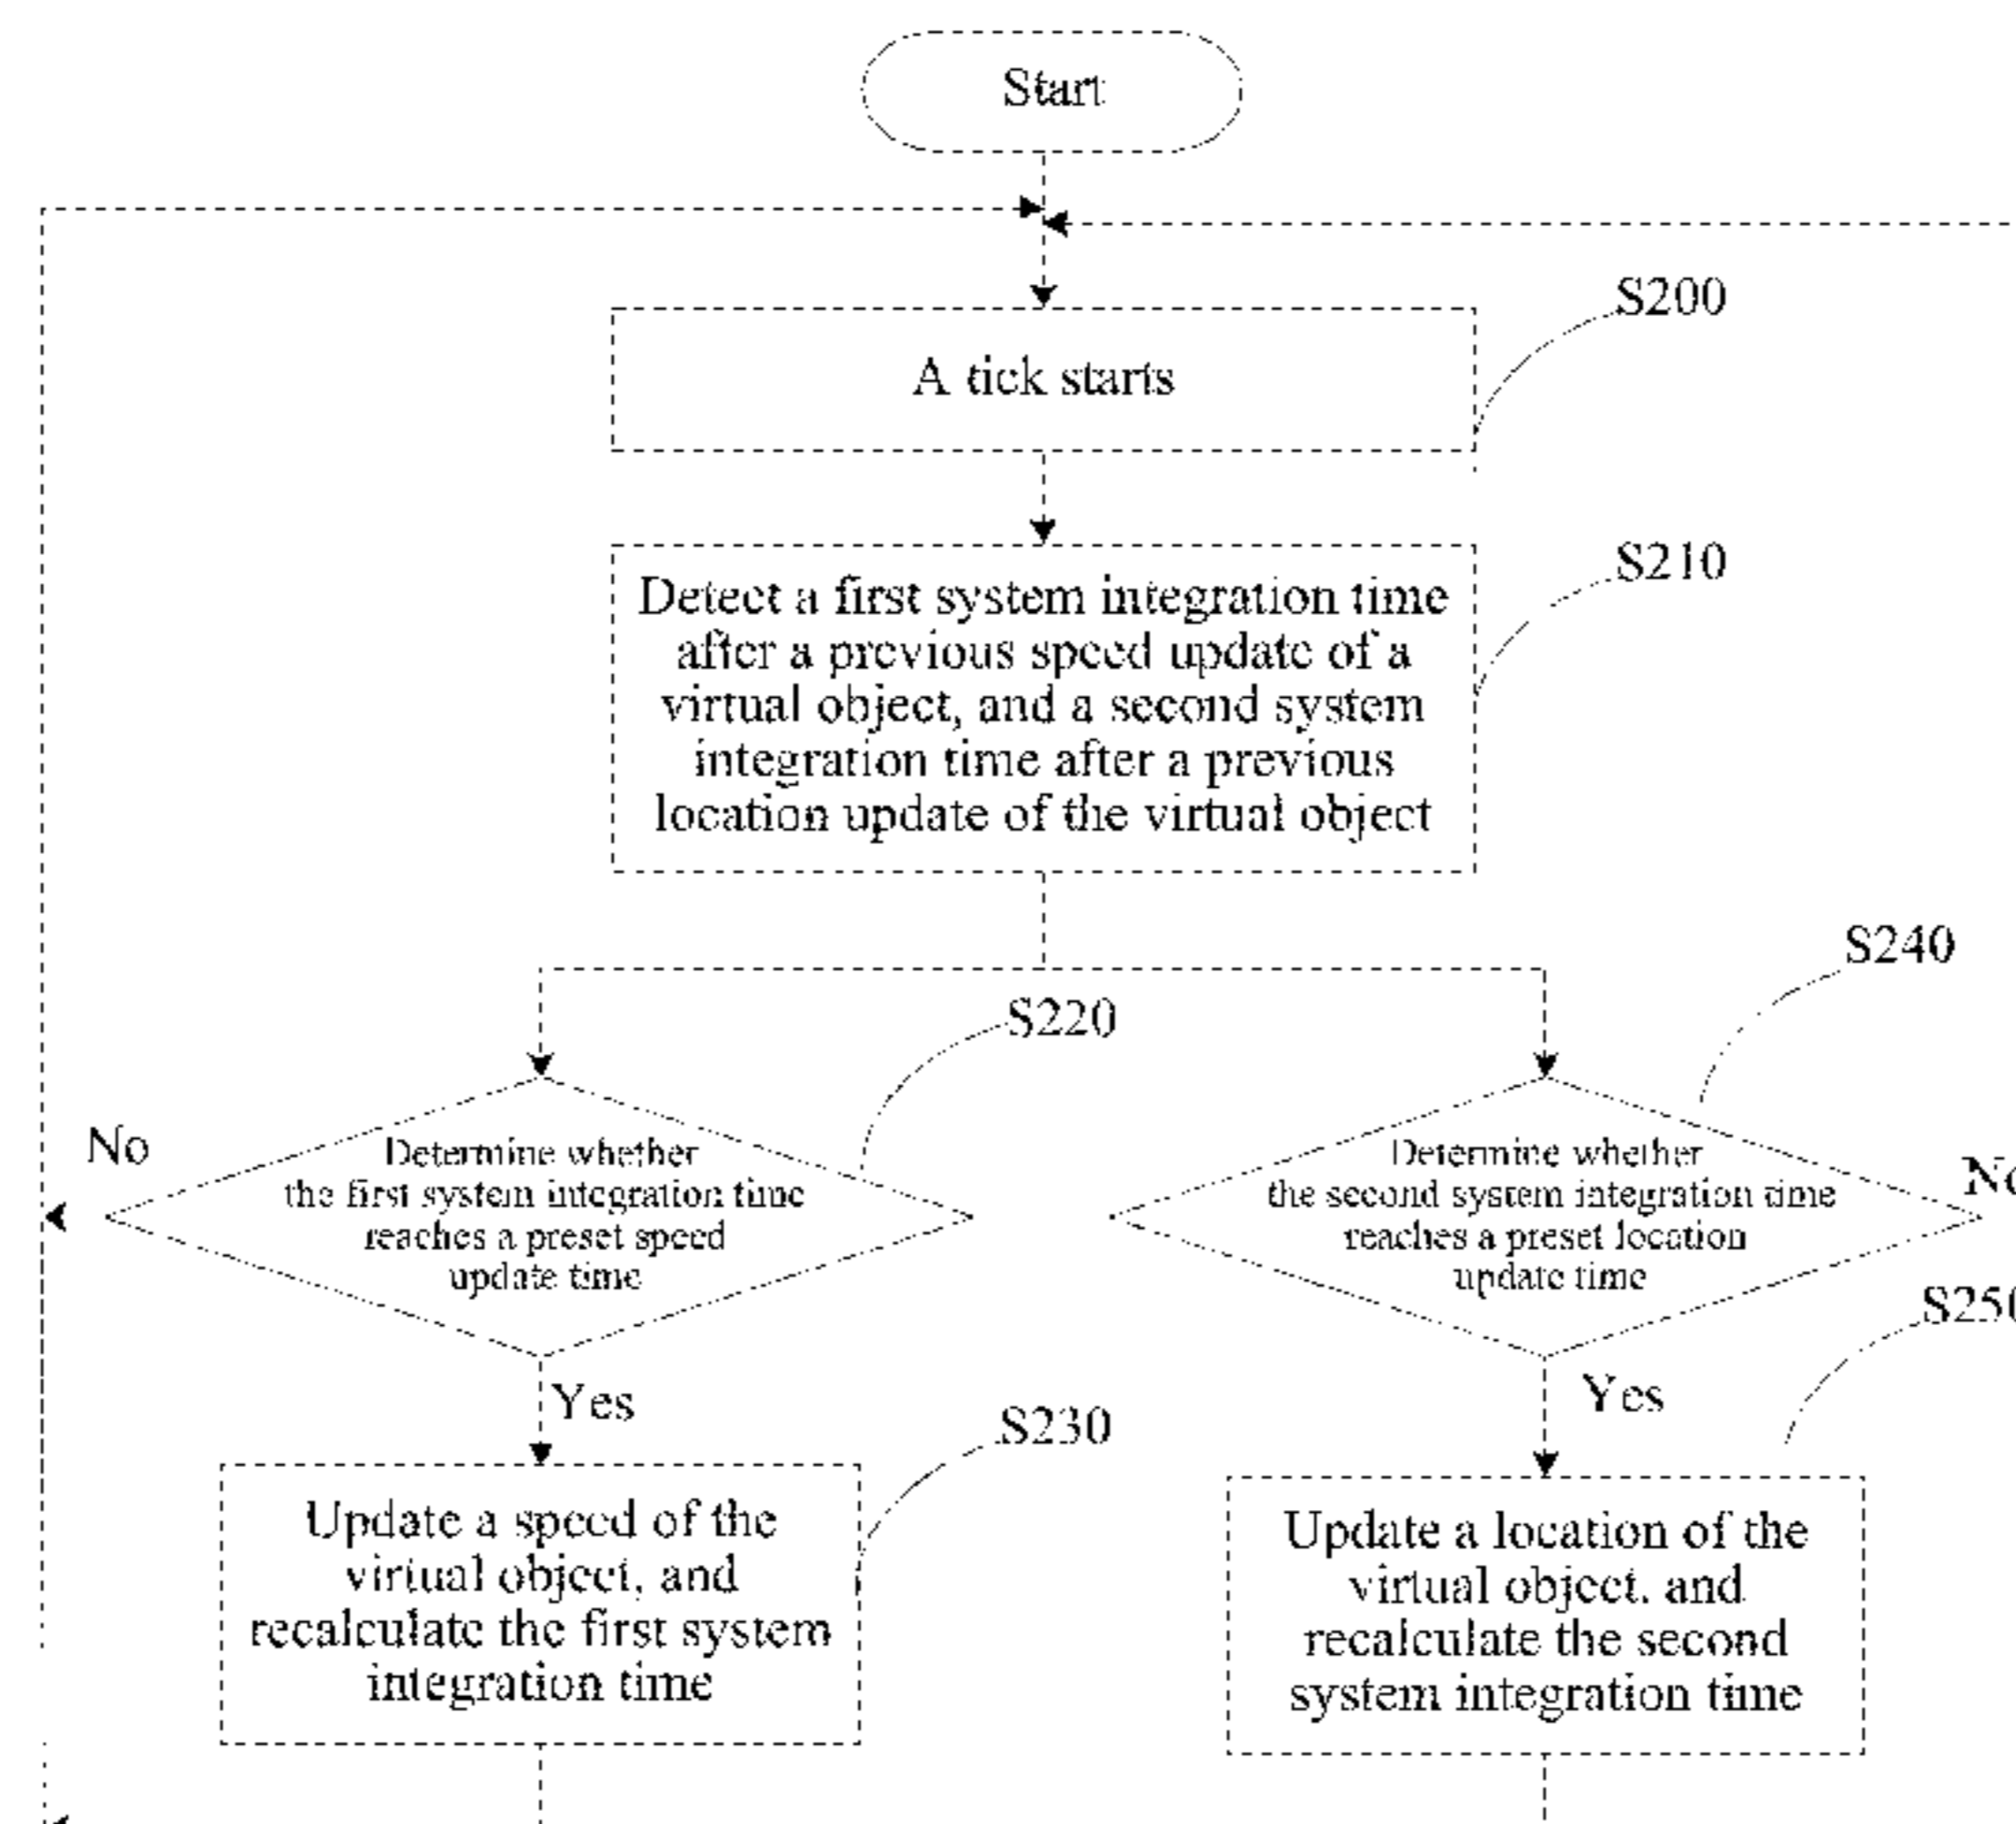 Start
S200
A tick starts
S210
Detect a first system integration time
after a previous speed update of a
virtual object, and a second system
integration time after a previous
location update of the virtual object
S240
S220
No
Determine whether
the first system integration time
reaches a preset speed
update time
Determine whether
the second system integration time
reaches a preset location
update time
No
S250
Yes
Yes
S230
Update a speed of the
virtual object, and
recalculate the first system
integration time
Update a location of the
virtual object, and
recalculate the second
system integration time